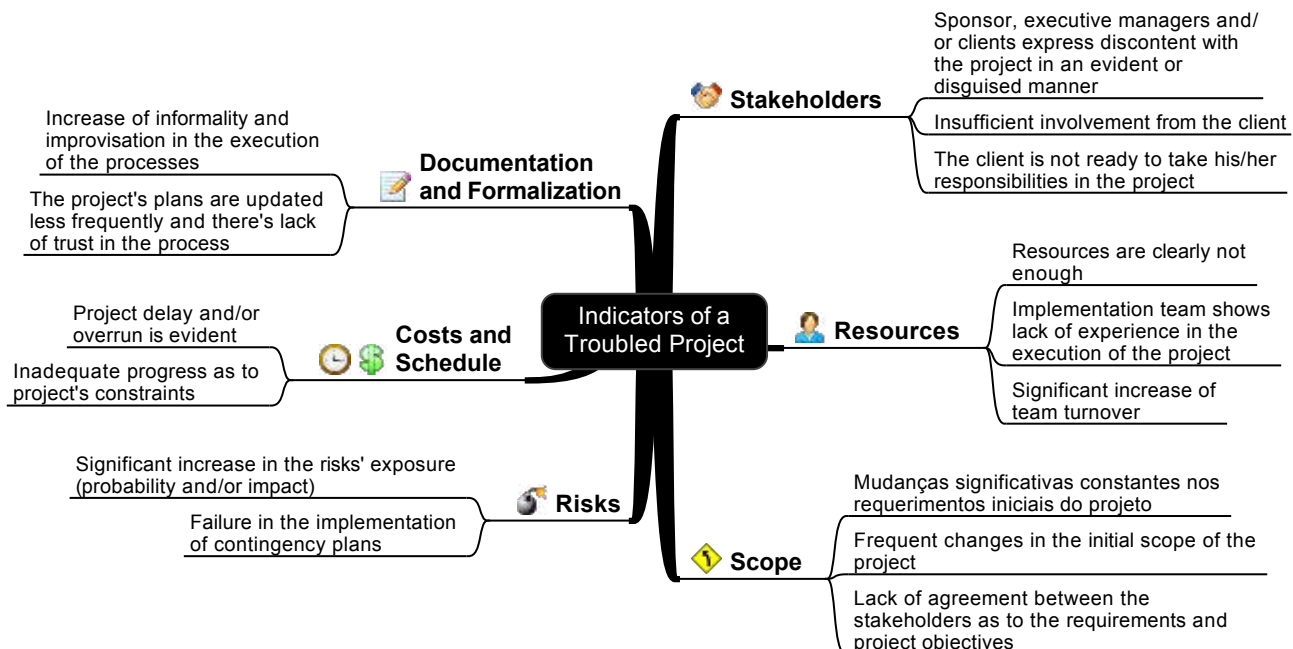 Indicators of a
Troubled Project
Stakeholders
Sponsor, executive managers and/
or clients express discontent with
the project in an evident or
disguised manner
Insufficient involvement from the client
The client is not ready to take his/her
responsibilities in the project
Resources
Resources are clearly not
enough
Implementation team shows
lack of experience in the
execution of the project
Significant increase of
team turnover
Scope
Mudanças significativas constantes nos
requerimentos iniciais do projeto
Frequent changes in the initial scope of the
project
Lack of agreement between the
stakeholders as to the requirements and
project objectives
Documentation
and Formalization
Increase of informality and
improvisation in the execution
of the processes
The project's plans are updated
less frequently and there's lack
of trust in the process
Costs and
Schedule
Project delay and/or
overrun is evident
Inadequate progress as to
project's constraints
Risks
Significant increase in the risks' exposure
(probability and/or impact)
Failure in the implementation
of contingency plans